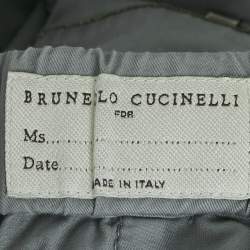 BRUNELLO CUCINELLI
FOR
Ms.
Date
MADE IN ITALY